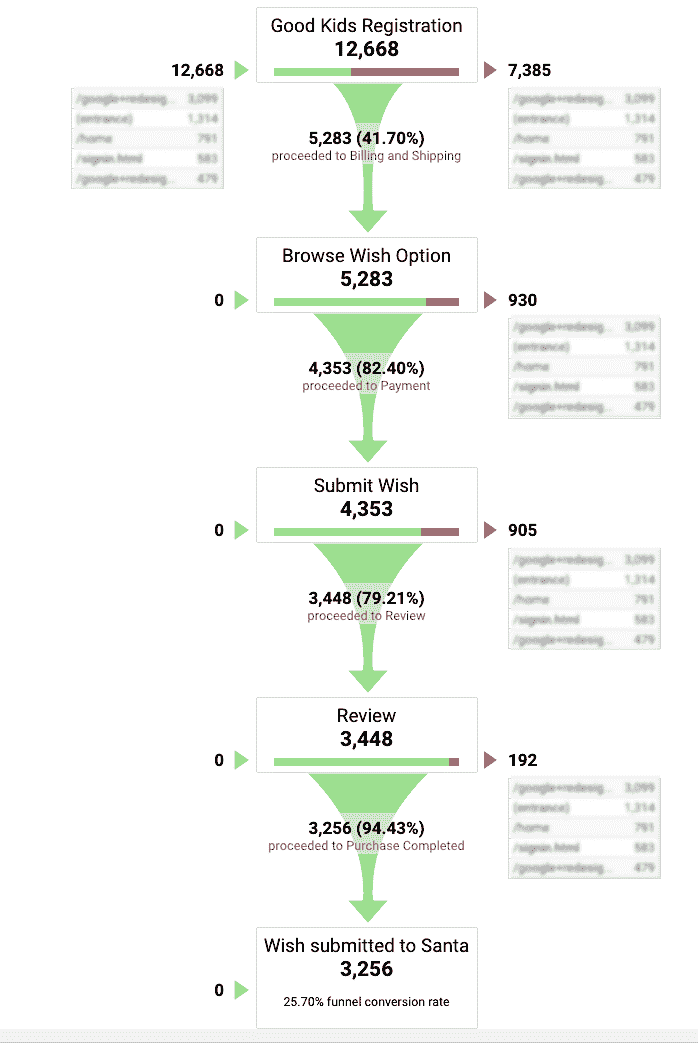 Good Kids Registration
12,668
12,668
7,385
/google+redesig... 3,099
(entrance) 1,314
/home 791
/signin.html 583
/google+redesig... 479
5,283 (41.70%)
proceeded to Billing and Shipping
/google+redesig... 3,099
(entrance) 1,314
/home 791
/signin.html 583
/google+redesig... 479
Browse Wish Option
5,283
0
930
4,353 (82.40%)
proceeded to Payment
/google+redesig... 3,099
(entrance) 1,314
/home 791
/signin.html 583
/google+redesig... 479
Submit Wish
4,353
0
905
3,448 (79.21%)
proceeded to Review
/google+redesig... 3,099
(entrance) 1,314
/home 791
/signin.html 583
/google+redesig... 479
Review
3,448
0
192
3,256 (94.43%)
proceeded to Purchase Completed
/google+redesig... 3,099
(entrance) 1,314
/home 791
/signin.html 583
/google+redesig... 479
Wish submitted to Santa
3,256
0
25.70% funnel conversion rate